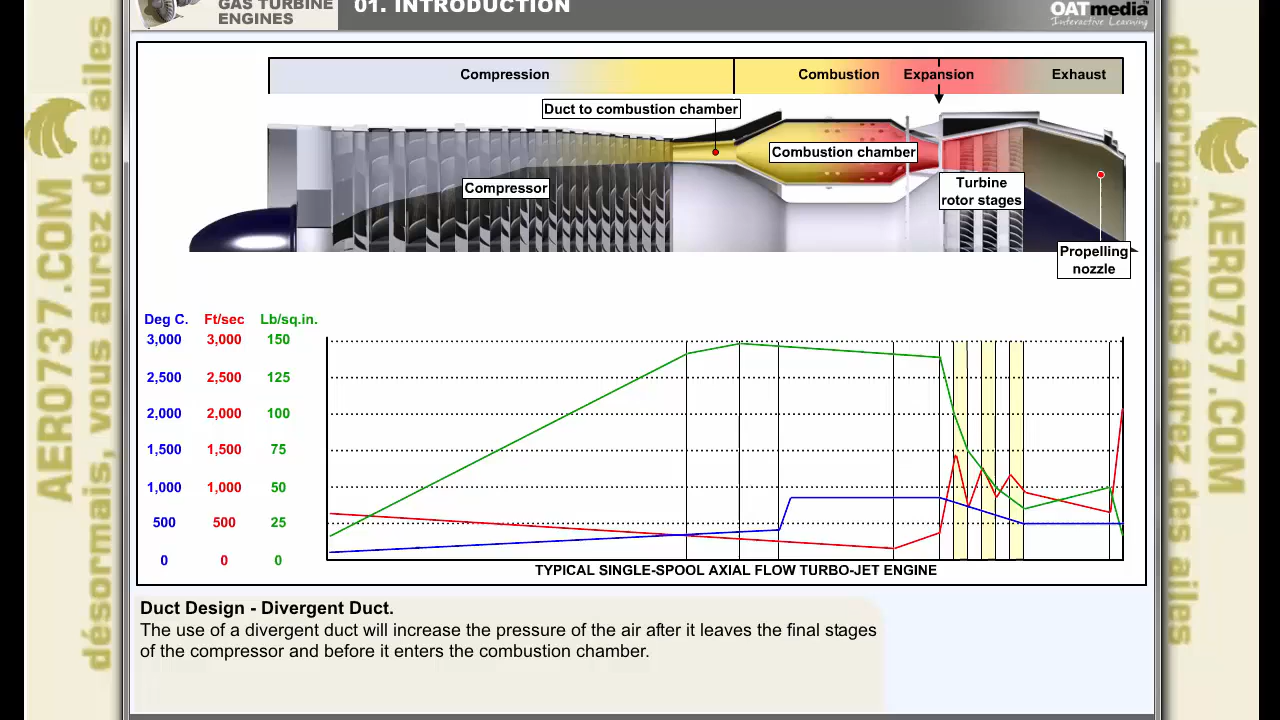 GAS TURBINE
ENGINES
01. INTRODUCTION
OATmedia
Interactive Learning
Compression
Combustion
Expansion
Exhaust
Duct to combustion chamber
Combustion chamber
Compressor
Turbine
rotor stages
Propelling
nozzle
Deg C. Ft/sec Lb/sq.in.
3,000 3,000 150
2,500 2,500 125
2,000 2,000 100
1,500 1,500 75
1,000 1,000 50
500 500 25
0 0 0
TYPICAL SINGLE-SPOOL AXIAL FLOW TURBO-JET ENGINE
Duct Design - Divergent Duct.
The use of a divergent duct will increase the pressure of the air after it leaves the final stages
of the compressor and before it enters the combustion chamber.
AERO737.COM
désormais, vous aurez des ailes
AERO737.COM
désormais, vous aurez des ailes